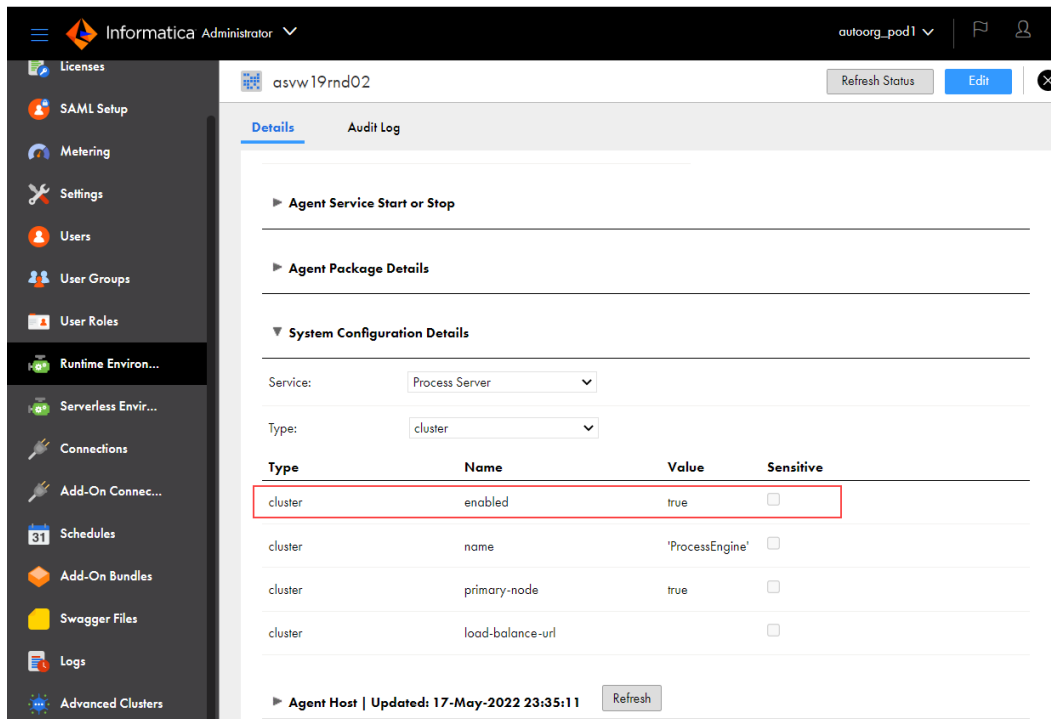 Informatica Administrator
autoorg_pod1
Licenses
SAML Setup
Metering
Settings
Users
User Groups
User Roles
Runtime Environ...
Serverless Envir...
Connections
Add-On Connec...
31 Schedules
Add-On Bundles
Swagger Files
Logs
Advanced Clusters
asvw19rnd02
Refresh Status
Edit
Details
Audit Log
Agent Service Start or Stop
Agent Package Details
System Configuration Details
Service: Process Server
Type: cluster
Type Name Value Sensitive
cluster enabled true
cluster name 'ProcessEngine'
cluster primary-node true
cluster load-balance-url
Agent Host | Updated: 17-May-2022 23:35:11 Refresh